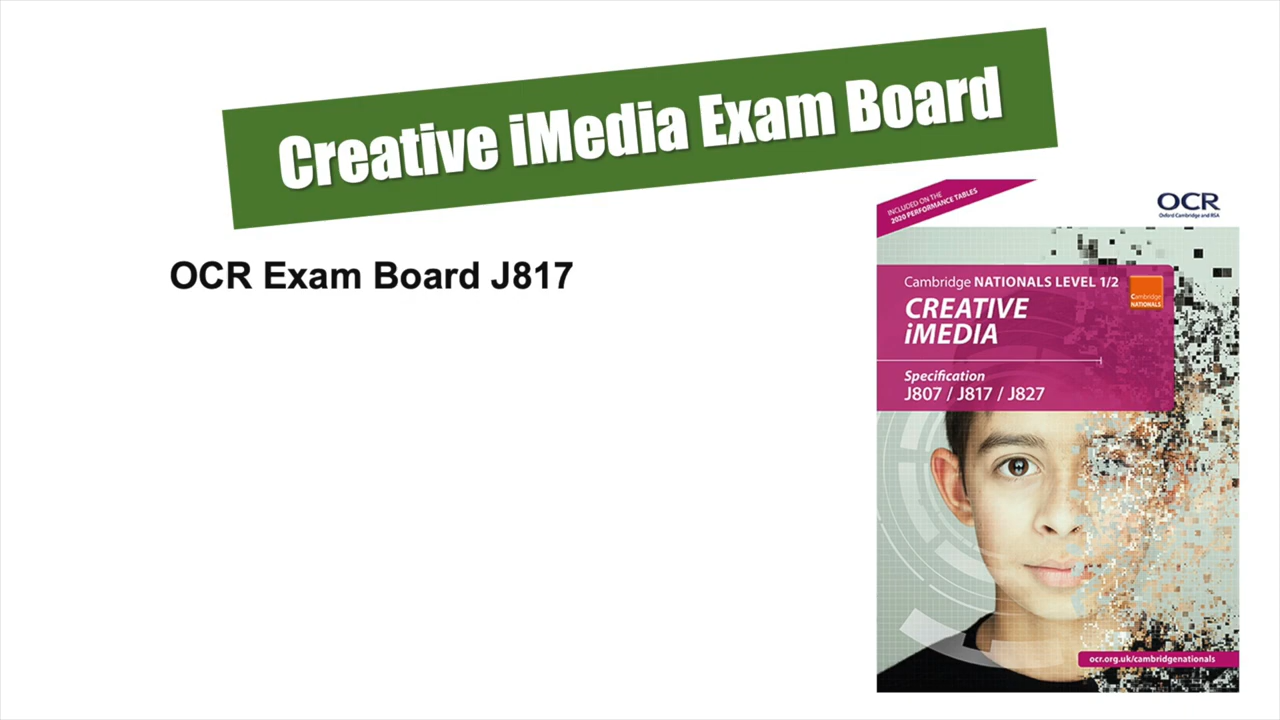 Creative iMedia Exam Board
OCR Exam Board J817
INCLUDED ON THE
2020 PERFORMANCE TABLES
OCR
Oxford Cambridge and RSA
Cambridge NATIONALS LEVEL 1/2
Cambridge
NATIONALS
CREATIVE
iMEDIA
Specification
J807 / J817 / J827
ocr.org.uk/cambridgenationals